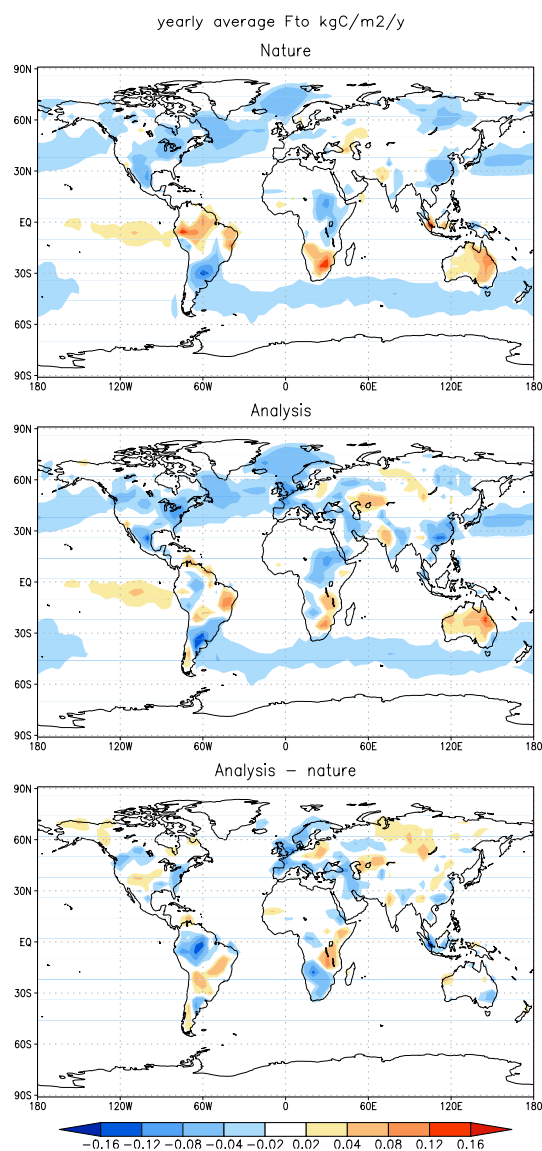 yearly average Fto kgC/m2/y
Nature
90N
60N
30N
EQ
30S
60S
90S
180 120W 60W 0 60E 120E 180
Analysis
90N
60N
30N
EQ
30S
60S
90S
180 120W 60W 0 60E 120E 180
Analysis − nature
90N
60N
30N
EQ
30S
60S
90S
180 120W 60W 0 60E 120E 180
−0.16 −0.12 −0.08 −0.04 −0.02 0.02 0.04 0.08 0.12 0.16